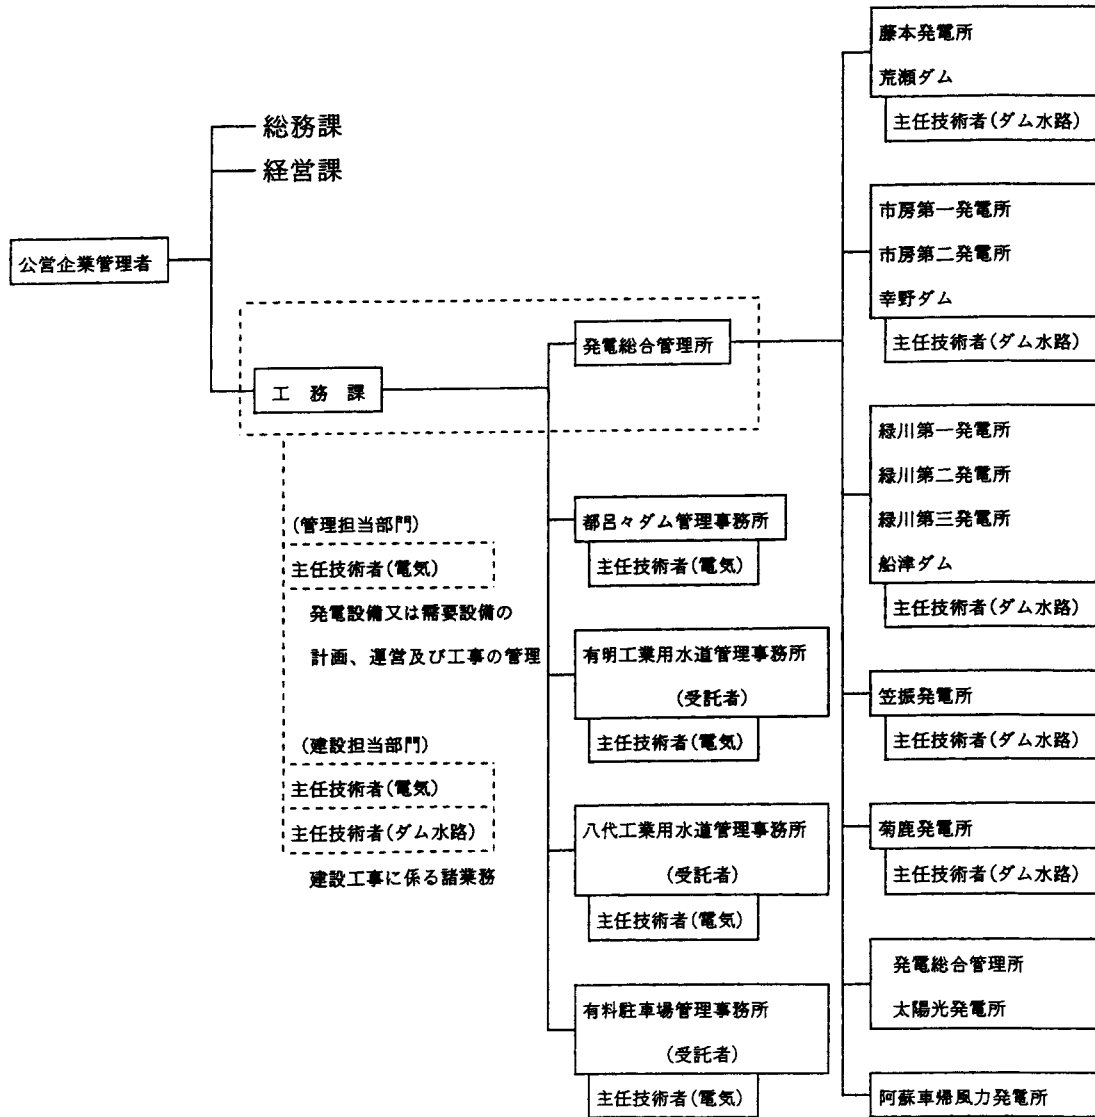 総務課
経営課
公営企業管理者
工務課
(管理担当部門)
主任技術者(電気)
発電設備又は需要設備の
計画、運営及び工事の管理
(建設担当部門)
主任技術者(電気)
主任技術者(ダム水路)
建設工事に係る諸業務
発電総合管理所
都呂々ダム管理事務所
主任技術者(電気)
有明工業用水道管理事務所
(受託者)
主任技術者(電気)
八代工業用水道管理事務所
(受託者)
主任技術者(電気)
有料駐車場管理事務所
(受託者)
主任技術者(電気)
藤本発電所
荒瀬ダム
主任技術者(ダム水路)
市房第一発電所
市房第二発電所
幸野ダム
主任技術者(ダム水路)
緑川第一発電所
緑川第二発電所
緑川第三発電所
船津ダム
主任技術者(ダム水路)
笠振発電所
主任技術者(ダム水路)
菊鹿発電所
主任技術者(ダム水路)
発電総合管理所
太陽光発電所
阿蘇車帰風力発電所